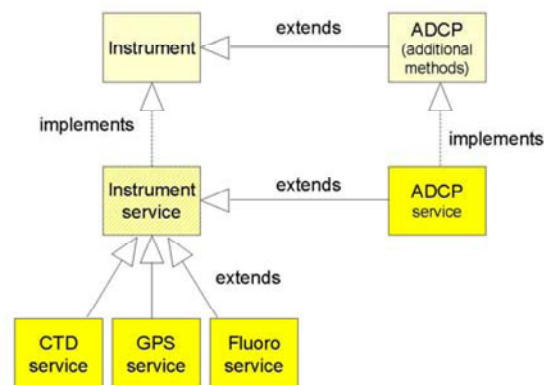 extends
Instrument
ADCP
(additional
methods)
implements
implements
Instrument
service
extends
ADCP
service
extends
CTD
service
GPS
service
Fluoro
service